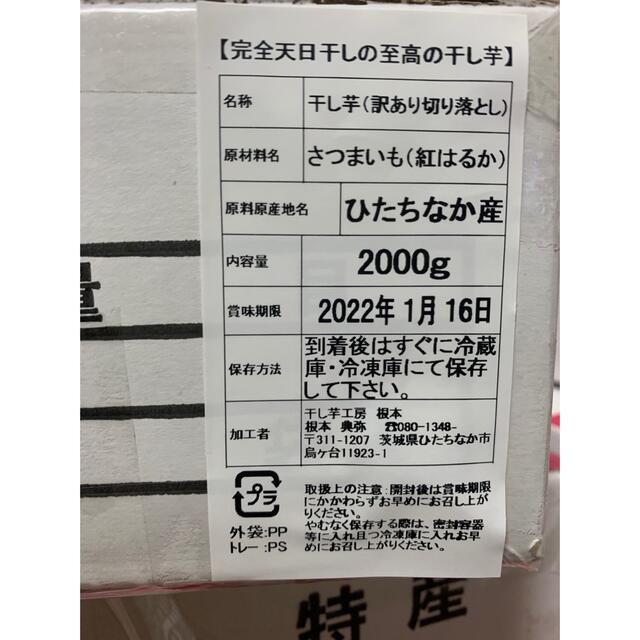 【完全天日干しの至高の干し芋】
名称 干し芋(訳あり切り落とし)
原材料名 さつまいも(紅はるか)
原料原産地名 ひたちなか産
内容量 2000g
賞味期限 2022年1月16日
保存方法 到着後はすぐに冷蔵
庫・冷凍庫にて保存
して下さい。
加工者 干し芋工房 根本
根本 典弥 ☎080-1348-
〒311-1207 茨城県ひたちなか市
烏ヶ台11923-1
プラ
外袋:PP
トレー:PS
取扱上の注意:開封後は賞味期限
にかかわらずお早めにお召し上が
りください。
やむなく保存する際は、密封容器
等に入れ且つ冷凍庫に入れお早
めにお召し上がりください。
量
特産